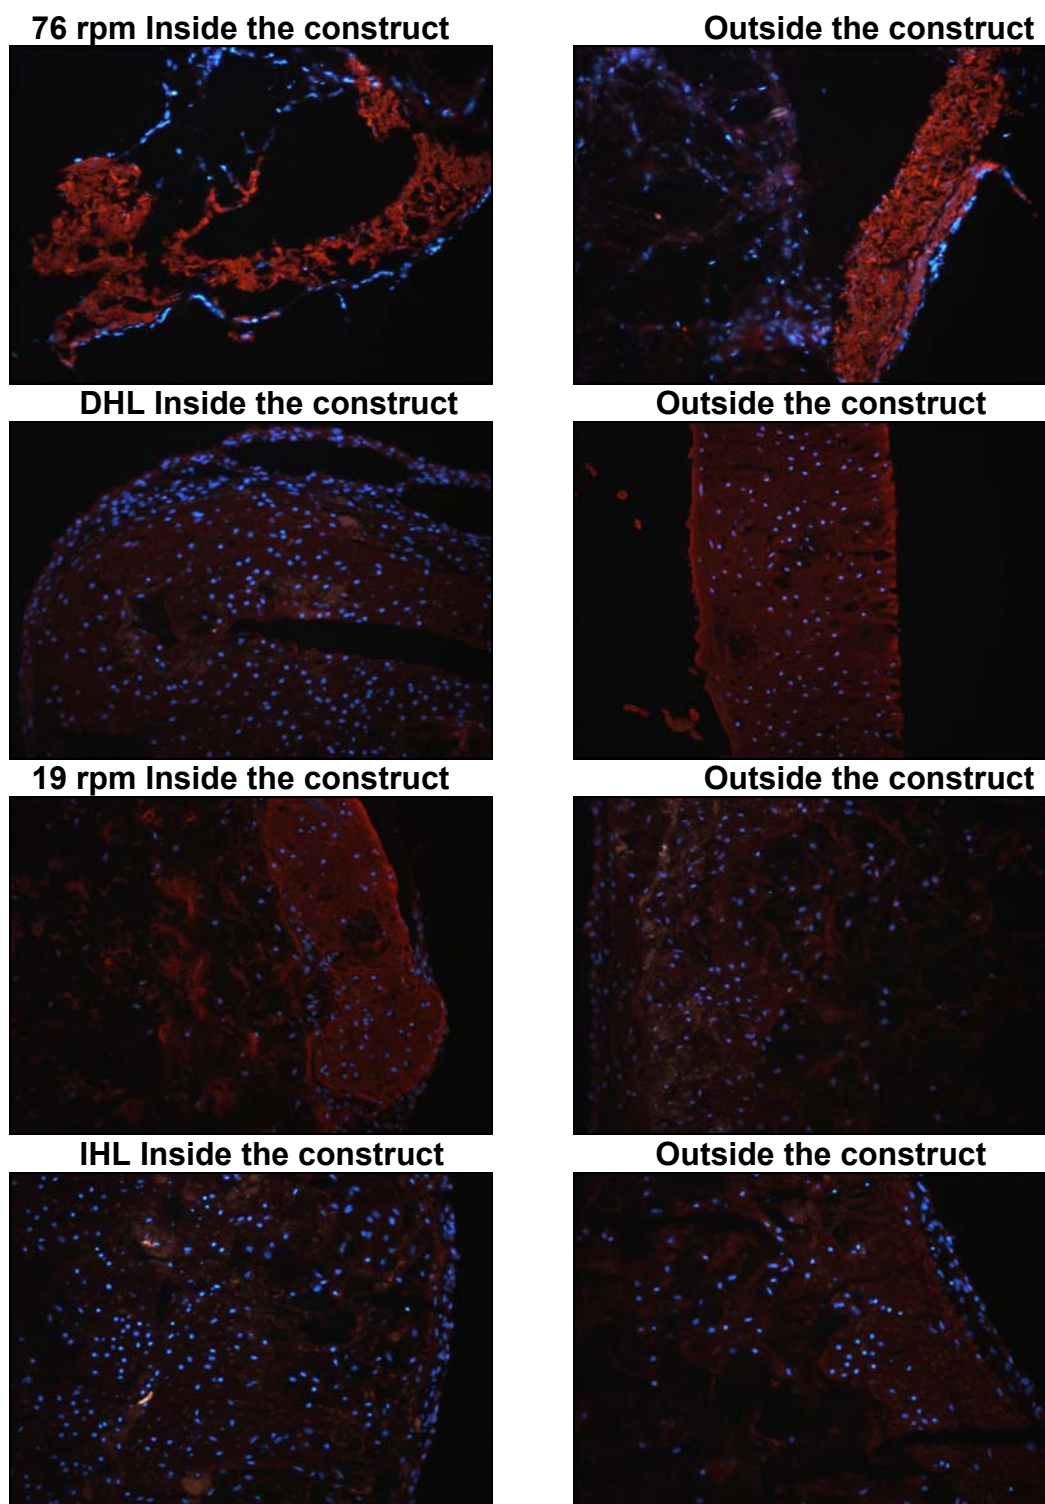 76 rpm Inside the construct
Outside the construct
DHL Inside the construct
Outside the construct
19 rpm Inside the construct
Outside the construct
IHL Inside the construct
Outside the construct